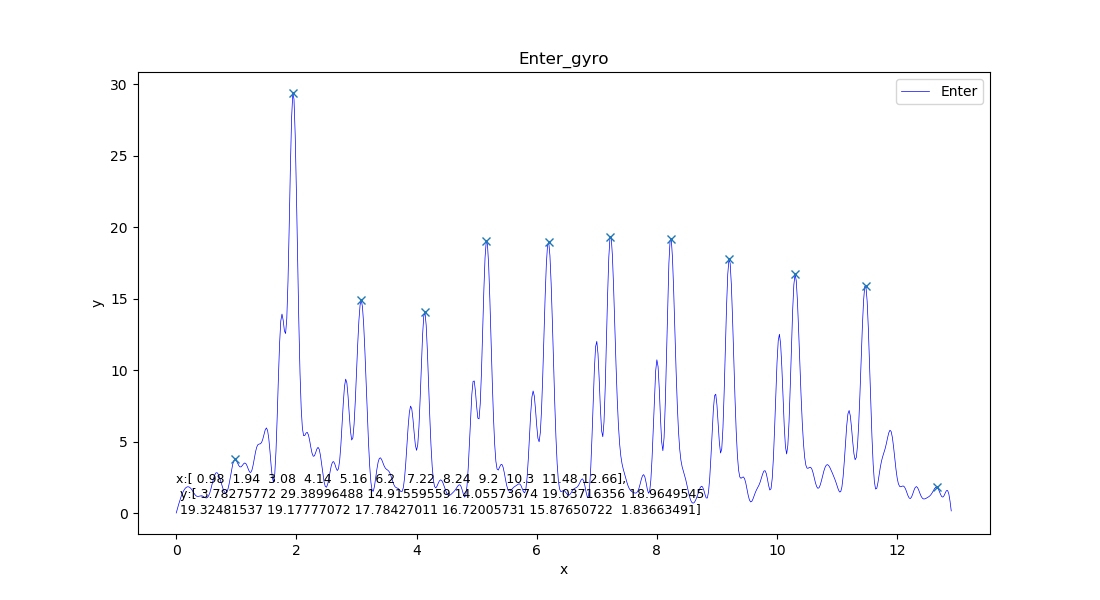 Enter_gyro
Enter
30
25
20
15
10
5
0
y
x:[ 0.98 1.94 3.08 4.14 5.16 6.2 7.22 8.24 9.2 10.3 11.48 12.66],
y:[ 3.78275772 29.38996488 14.91559559 14.05573674 19.03716356 18.9649545
19.32481537 19.17777072 17.78427011 16.72005731 15.87650722 1.83663491]
0 2 4 6 8 10 12
x